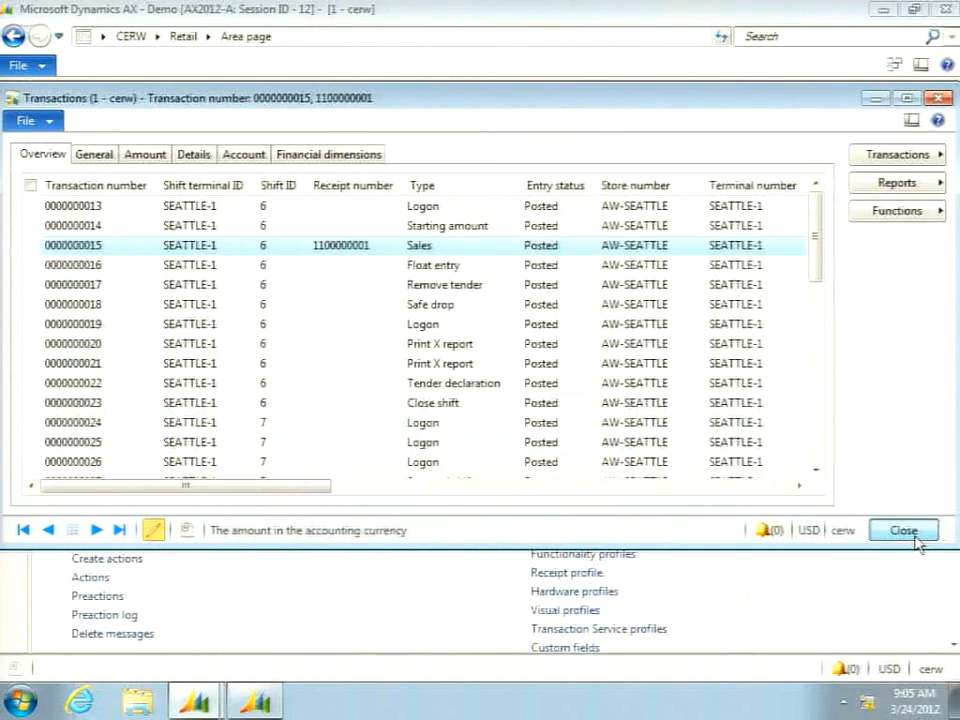 Microsoft Dynamics AX - Demo [AX2012-A: Session ID - 12] - [1 - cerw]
CERW Retail Area page
Search
File
Transactions (1 - cerw) - Transaction number: 0000000015, 1100000001
File
Overview General Amount Details Account Financial dimensions
Transactions
Reports
Functions
Transaction number Shift terminal ID Shift ID Receipt number Type Entry status Store number Terminal number
0000000013 SEATTLE-1 6 Logon Posted AW-SEATTLE SEATTLE-1
0000000014 SEATTLE-1 6 Starting amount Posted AW-SEATTLE SEATTLE-1
0000000015 SEATTLE-1 6 1100000001 Sales Posted AW-SEATTLE SEATTLE-1
0000000016 SEATTLE-1 6 Float entry Posted AW-SEATTLE SEATTLE-1
0000000017 SEATTLE-1 6 Remove tender Posted AW-SEATTLE SEATTLE-1
0000000018 SEATTLE-1 6 Safe drop Posted AW-SEATTLE SEATTLE-1
0000000019 SEATTLE-1 6 Logon Posted AW-SEATTLE SEATTLE-1
0000000020 SEATTLE-1 6 Print X report Posted AW-SEATTLE SEATTLE-1
0000000021 SEATTLE-1 6 Print X report Posted AW-SEATTLE SEATTLE-1
0000000022 SEATTLE-1 6 Tender declaration Posted AW-SEATTLE SEATTLE-1
0000000023 SEATTLE-1 6 Close shift Posted AW-SEATTLE SEATTLE-1
0000000024 SEATTLE-1 7 Logon Posted AW-SEATTLE SEATTLE-1
0000000025 SEATTLE-1 7 Logon Posted AW-SEATTLE SEATTLE-1
0000000026 SEATTLE-1 7 Logon Posted AW-SEATTLE SEATTLE-1
The amount in the accounting currency
(0) USD cerw Close
Create actions
Actions
Preactions
Preaction log
Delete messages
Functionality profiles
Receipt profile.
Hardware profiles
Visual profiles
Transaction Service profiles
Custom fields
(0) USD cerw
9:05 AM
3/24/2012